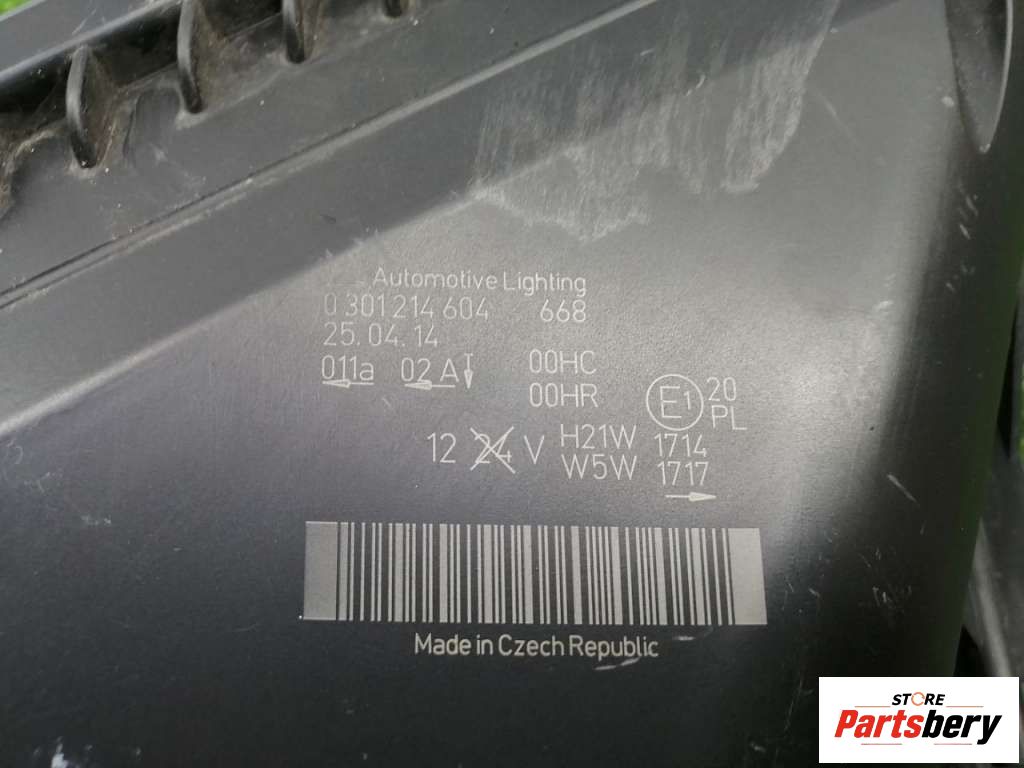 Automotive Lighting
0 301 214 604 668
25.04.14
011a 02 A 00HC
00HR E1 20
PL
12 24 V H21W 1714
W5W 1717
Made in Czech Republic
STORE
Partsbery